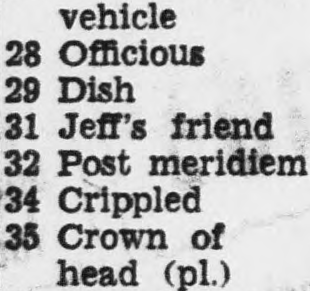 vehicle
28 Officious
29 Dish
31 Jeff's friend
32 Post meridiem
34 Crippled
35 Crown of
head (pl.)